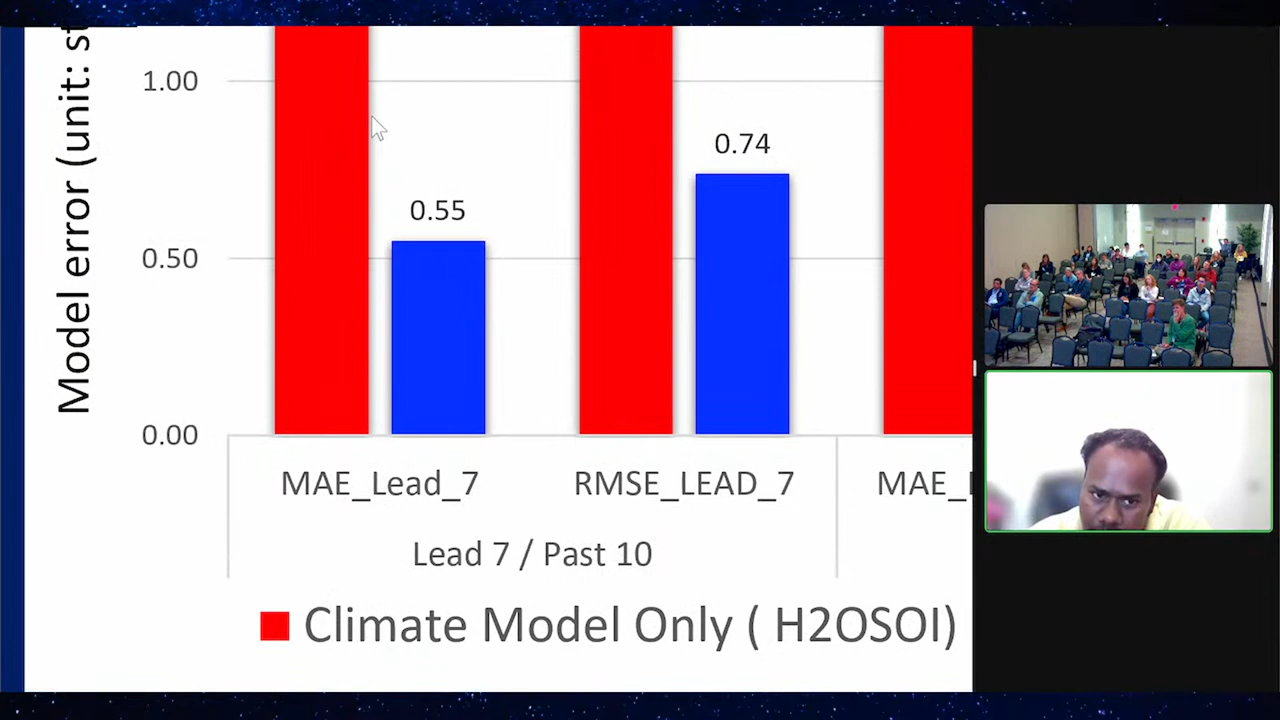 Model error (unit: st
1.00
0.74
0.55
0.50
0.00
MAE_Lead_7
RMSE_LEAD_7
MAE_
Lead 7 / Past 10
Climate Model Only ( H2OSOI)